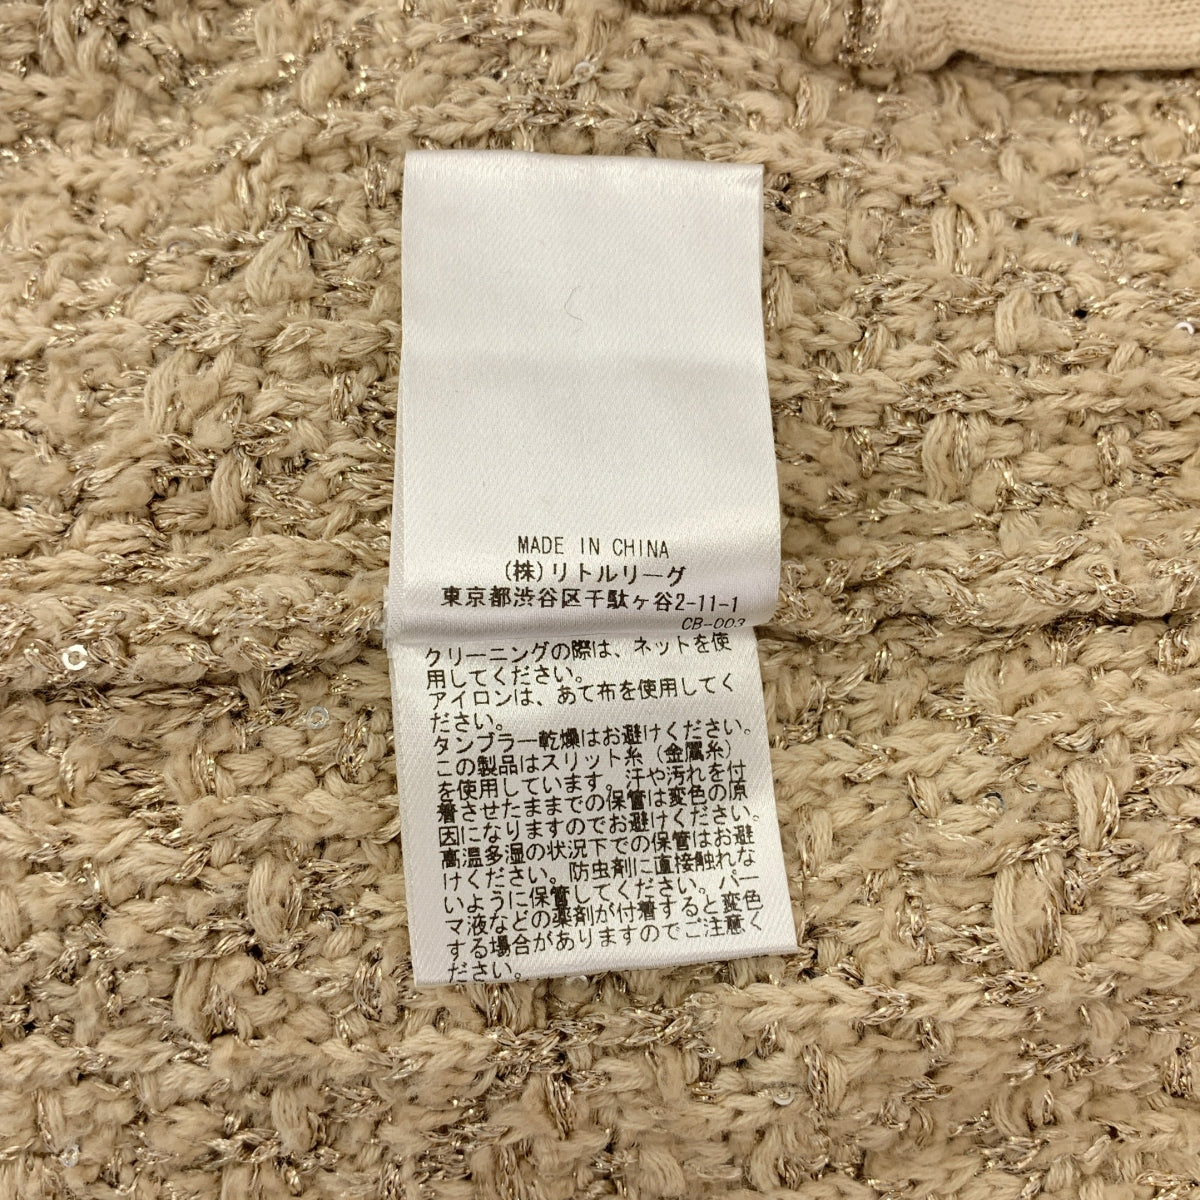 MADE IN CHINA
(株)リトルリーグ
東京都渋谷区千駄ヶ谷2-11-1
CB-003
クリーニングの際は、ネットを使
用してください。
アイロンは、あて布を使用してく
ださい。
タンブラー乾燥はお避けください。
この製品はスリット糸（金属糸）
を使用しています。汗や汚れを付
着させたままでの保管は変色の原
因になりますのでお避けください。
高温多湿の状況下での保管はお避
けください。防虫剤に直接触れな
いように保管してください。パー
マ液などの薬剤が付着すると変色
する場合がありますのでご注意く
ださい。